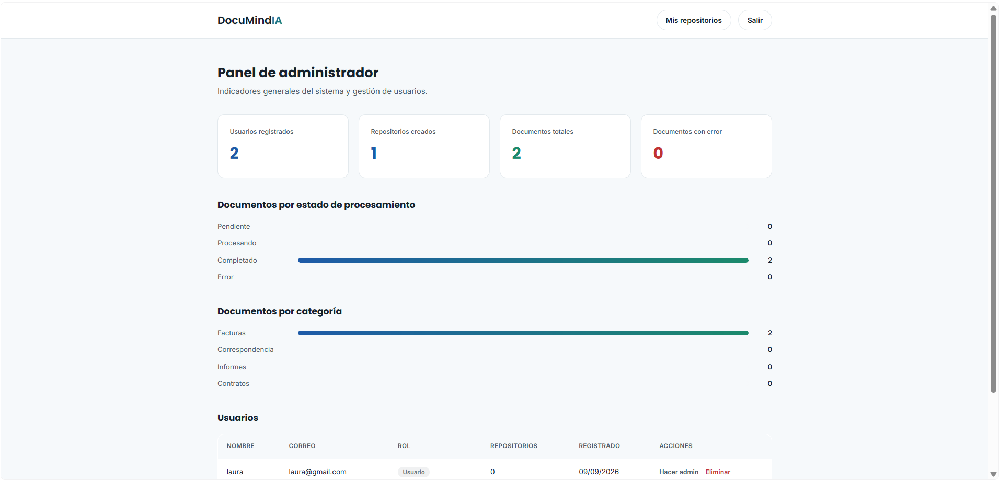 DocuMindIA
Mis repositorios
Salir
Panel de administrador
Indicadores generales del sistema y gestión de usuarios.
Usuarios registrados
2
Repositorios creados
1
Documentos totales
2
Documentos con error
0
Documentos por estado de procesamiento
Pendiente 0
Procesando 0
Completado 2
Error 0
Documentos por categoría
Facturas 2
Correspondencia 0
Informes 0
Contratos 0
Usuarios
NOMBRE CORREO ROL REPOSITORIOS REGISTRADO ACCIONES
laura laura@gmail.com Usuario 0 09/09/2026 Hacer admin Eliminar